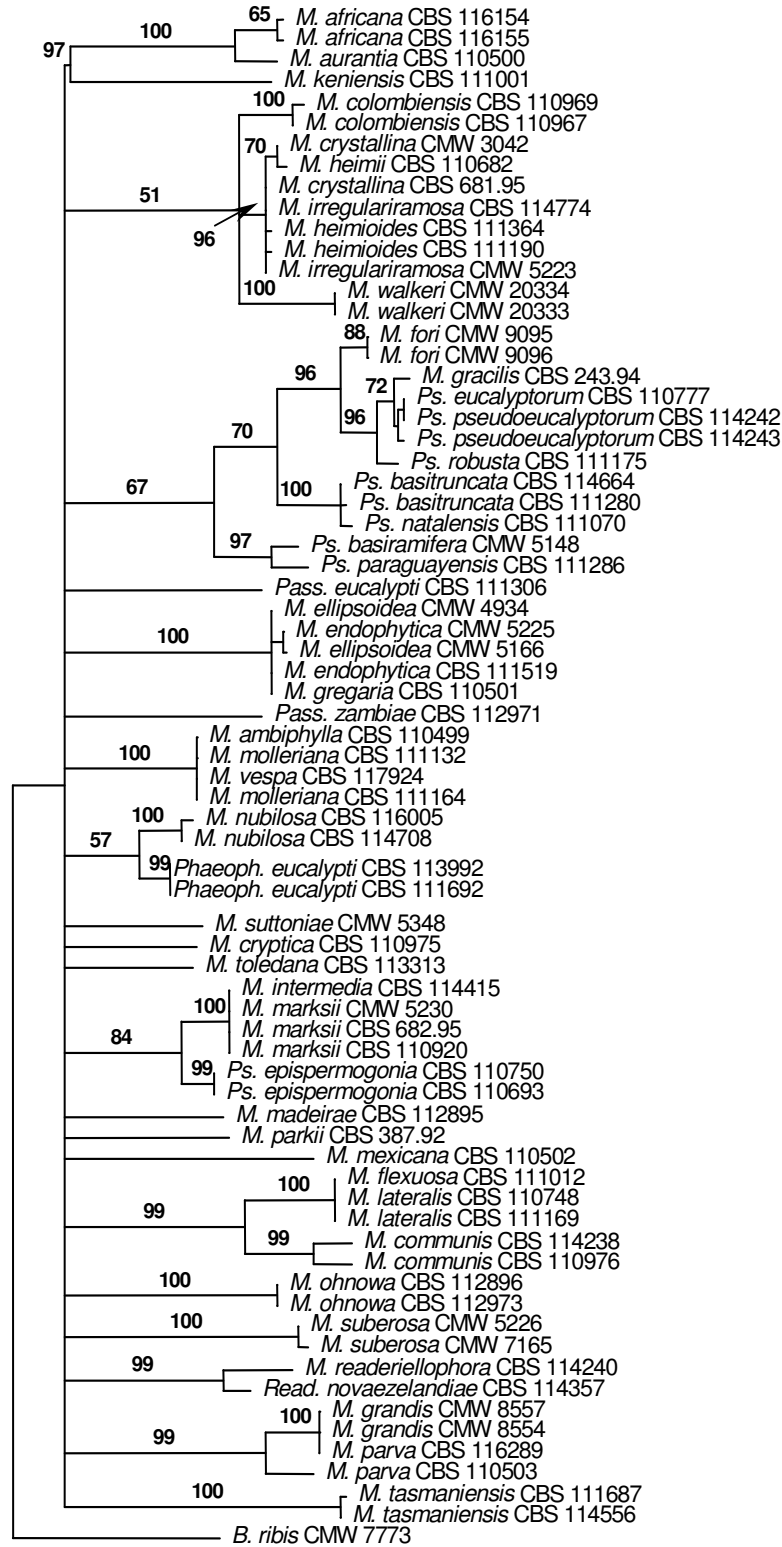 65
M. africana CBS 116154
100
M. africana CBS 116155
97
M. aurantia CBS 110500
M. keniensis CBS 111001
100
M. colombiensis CBS 110969
M. colombiensis CBS 110967
70
M. crystallina CMW 3042
M. heimii CBS 110682
M. crystallina CBS 681.95
51
M. irregulariramosa CBS 114774
96
M. heimioides CBS 111364
M. heimioides CBS 111190
M. irregulariramosa CMW 5223
100
M. walkeri CMW 20334
M. walkeri CMW 20333
88
M. fori CMW 9095
M. fori CMW 9096
96
72
M. gracilis CBS 243.94
Ps. eucalyptorum CBS 110777
96
Ps. pseudoeucalyptorum CBS 114242
70
Ps. pseudoeucalyptorum CBS 114243
Ps. robusta CBS 111175
67
100
Ps. basitruncata CBS 114664
Ps. basitruncata CBS 111280
Ps. natalensis CBS 111070
97
Ps. basiramifera CMW 5148
Ps. paraguayensis CBS 111286
Pass. eucalypti CBS 111306
M. ellipsoidea CMW 4934
M. endophytica CMW 5225
100
M. ellipsoidea CMW 5166
M. endophytica CBS 111519
M. gregaria CBS 110501
Pass. zambiae CBS 112971
M. ambiphylla CBS 110499
100
M. molleriana CBS 111132
M. vespa CBS 117924
M. molleriana CBS 111164
100
M. nubilosa CBS 116005
57
M. nubilosa CBS 114708
99
Phaeoph. eucalypti CBS 113992
Phaeoph. eucalypti CBS 111692
M. suttoniae CMW 5348
M. cryptica CBS 110975
M. toledana CBS 113313
M. intermedia CBS 114415
100
M. marksii CMW 5230
M. marksii CBS 682.95
84
M. marksii CBS 110920
99
Ps. epispermogonia CBS 110750
Ps. epispermogonia CBS 110693
M. madeirae CBS 112895
M. parkii CBS 387.92
M. mexicana CBS 110502
M. flexuosa CBS 111012
100
M. lateralis CBS 110748
99
M. lateralis CBS 111169
99
M. communis CBS 114238
M. communis CBS 110976
100
M. ohnowa CBS 112896
M. ohnowa CBS 112973
100
M. suberosa CMW 5226
M. suberosa CMW 7165
99
M. readeriellophora CBS 114240
Read. novaezelandiae CBS 114357
100
M. grandis CMW 8557
M. grandis CMW 8554
99
M. parva CBS 116289
M. parva CBS 110503
100
M. tasmaniensis CBS 111687
M. tasmaniensis CBS 114556
B. ribis CMW 7773